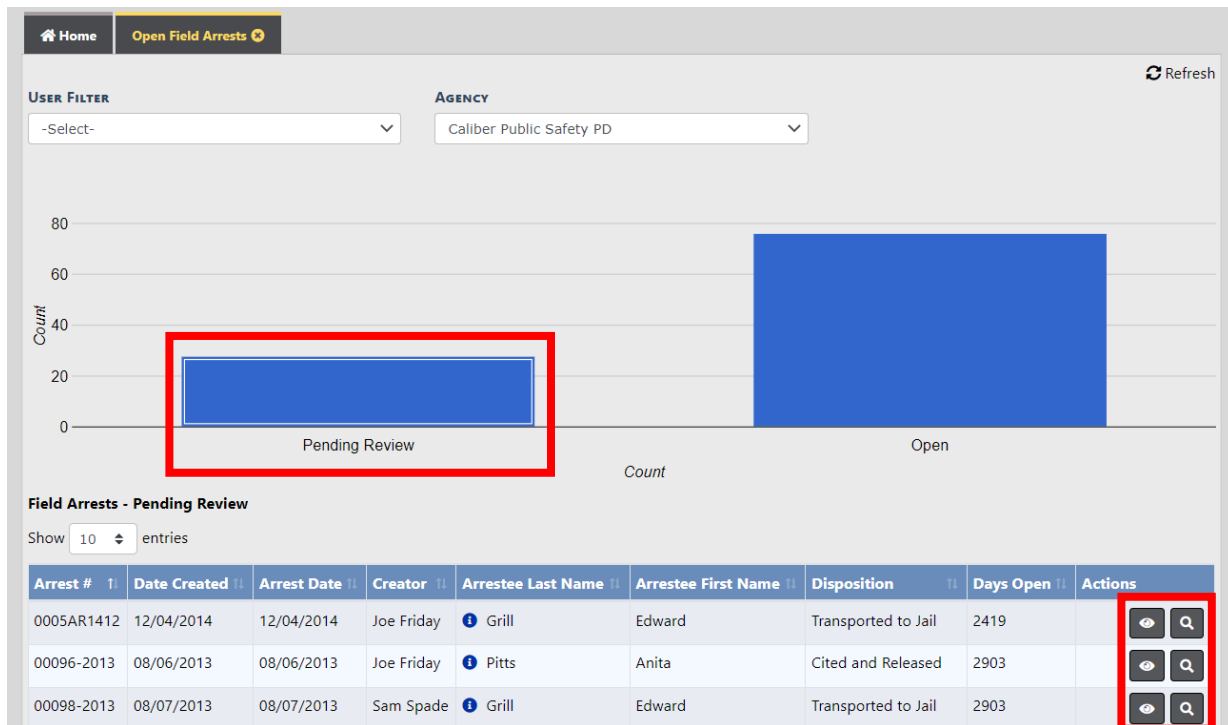 Home Open Field Arrests
Refresh
User Filter Agency
-Select- Caliber Public Safety PD
80
60
40
20
0
Count
Pending Review Open
Count
Field Arrests - Pending Review
Show 10 entries
Arrest # Date Created Arrest Date Creator Arrestee Last Name Arrestee First Name Disposition Days Open Actions
0005AR1412 12/04/2014 12/04/2014 Joe Friday Grill Edward Transported to Jail 2419
00096-2013 08/06/2013 08/06/2013 Joe Friday Pitts Anita Cited and Released 2903
00098-2013 08/07/2013 08/07/2013 Sam Spade Grill Edward Transported to Jail 2903